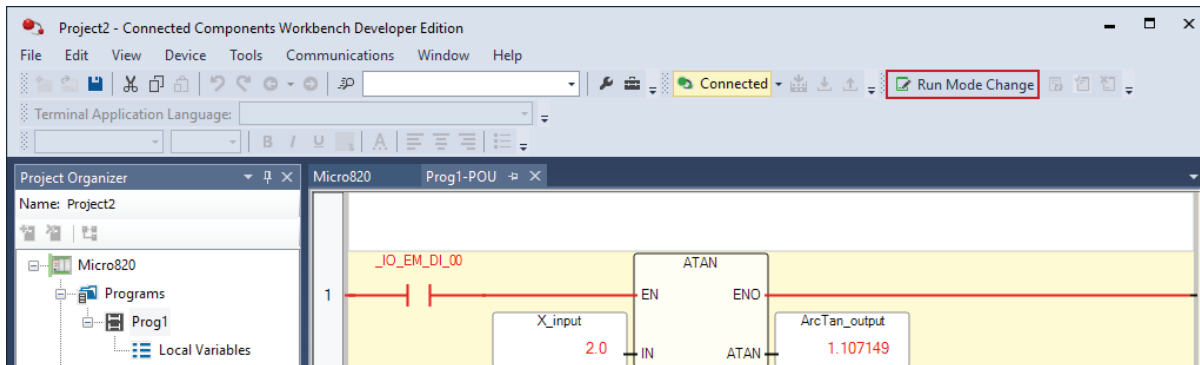 Project2 - Connected Components Workbench Developer Edition
File Edit View Device Tools Communications Window Help
Connected Run Mode Change
Terminal Application Language:
B I U A
Project Organizer Micro820 Prog1-POU
Name: Project2
Micro820
Programs
Prog1
Local Variables
_IO_EM_DI_00 ATAN
1 EN ENO
X_input ArcTan_output
2.0 IN ATAN 1.107149